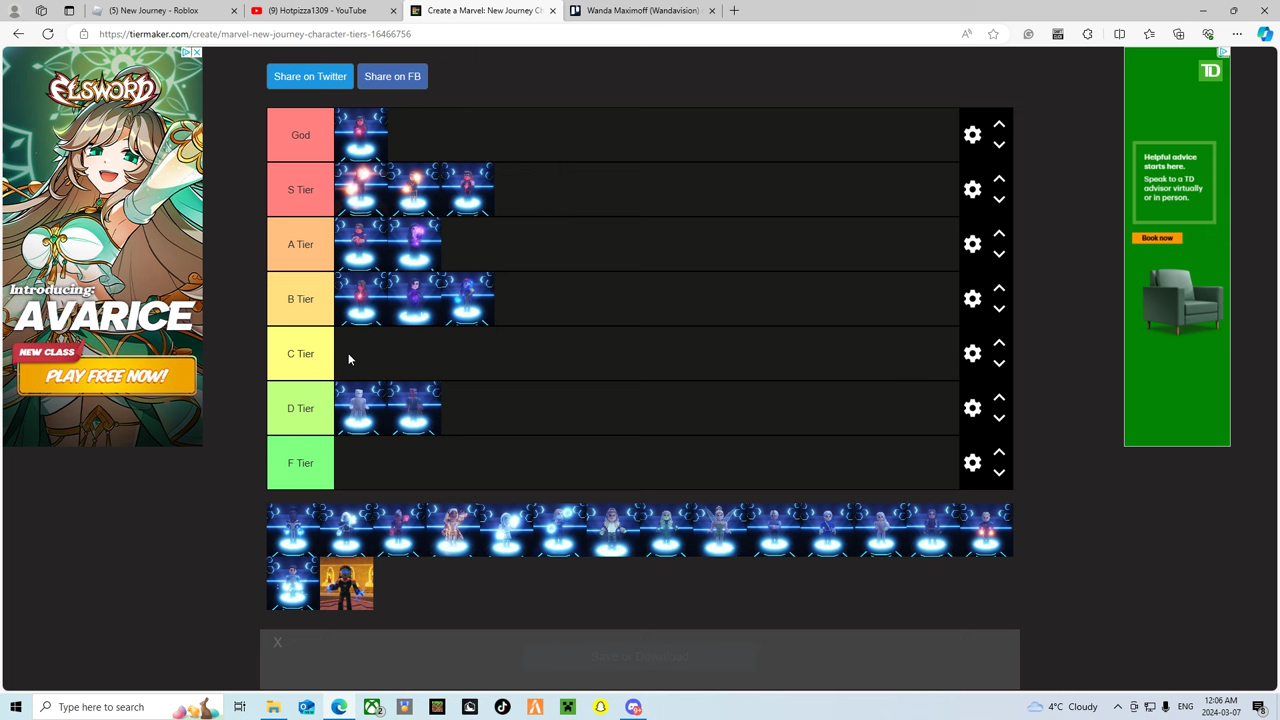 (5) New Journey - Roblox
(9) Hotpizza1309 - YouTube
Create a Marvel: New Journey Ch
Wanda Maximoff (Wandavision)
https://tiermaker.com/create/marvel-new-journey-character-tiers-16466756
Share on Twitter
Share on FB
ELSWORD
Introducing:
AVARICE
NEW CLASS
PLAY FREE NOW!
God
S Tier
A Tier
B Tier
C Tier
D Tier
F Tier
TD
Helpful advice
starts here.
Speak to a TD
advisor virtually
or in person.
Book now
X
Save or Download
Type here to search
4°C Cloudy
ENG
12:06 AM
2024-03-07